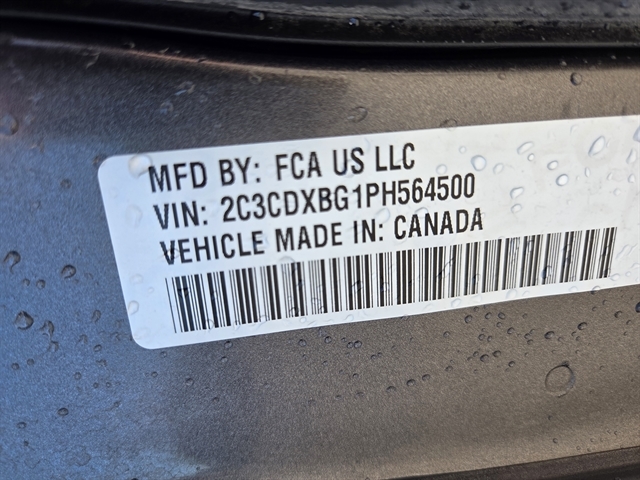 MFD BY: FCA US LLC
VIN: 2C3CDXBG1PH564500
VEHICLE MADE IN: CANADA